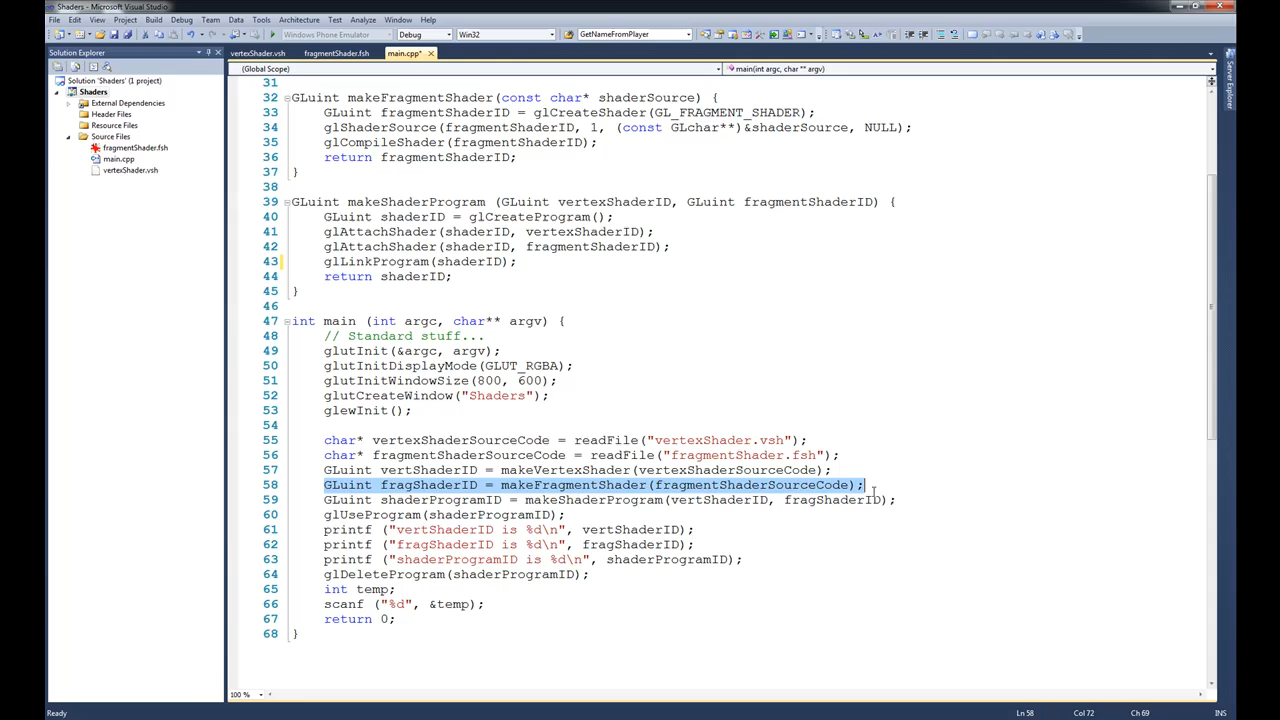 Shaders - Microsoft Visual Studio
File Edit View Project Build Debug Team Data Tools Architecture Test Analyze Window Help
Windows Phone Emulator Debug Win32 GetNameFromPlayer
Solution Explorer
vertexShader.vsh fragmentShader.fsh main.cpp*
(Global Scope) main(int argc, char ** argv)
Solution 'Shaders' (1 project)
Shaders
External Dependencies
Header Files
Resource Files
Source Files
fragmentShader.fsh
main.cpp
vertexShader.vsh
31
32 GLuint makeFragmentShader(const char* shaderSource) {
33 GLuint fragmentShaderID = glCreateShader(GL_FRAGMENT_SHADER);
34 glShaderSource(fragmentShaderID, 1, (const GLchar**)&shaderSource, NULL);
35 glCompileShader(fragmentShaderID);
36 return fragmentShaderID;
37 }
38
39 GLuint makeShaderProgram (GLuint vertexShaderID, GLuint fragmentShaderID) {
40 GLuint shaderID = glCreateProgram();
41 glAttachShader(shaderID, vertexShaderID);
42 glAttachShader(shaderID, fragmentShaderID);
43 glLinkProgram(shaderID);
44 return shaderID;
45 }
46
47 int main (int argc, char** argv) {
48 // Standard stuff...
49 glutInit(&argc, argv);
50 glutInitDisplayMode(GLUT_RGBA);
51 glutInitWindowSize(800, 600);
52 glutCreateWindow("Shaders");
53 glewInit();
54
55 char* vertexShaderSourceCode = readFile("vertexShader.vsh");
56 char* fragmentShaderSourceCode = readFile("fragmentShader.fsh");
57 GLuint vertShaderID = makeVertexShader(vertexShaderSourceCode);
58 GLuint fragShaderID = makeFragmentShader(fragmentShaderSourceCode);
59 GLuint shaderProgramID = makeShaderProgram(vertShaderID, fragShaderID);
60 glUseProgram(shaderProgramID);
61 printf ("vertShaderID is %d\n", vertShaderID);
62 printf ("fragShaderID is %d\n", fragShaderID);
63 printf ("shaderProgramID is %d\n", shaderProgramID);
64 glDeleteProgram(shaderProgramID);
65 int temp;
66 scanf ("%d", &temp);
67 return 0;
68 }
Server Explorer
100 %
Ready Ln 58 Col 72 Ch 69 INS